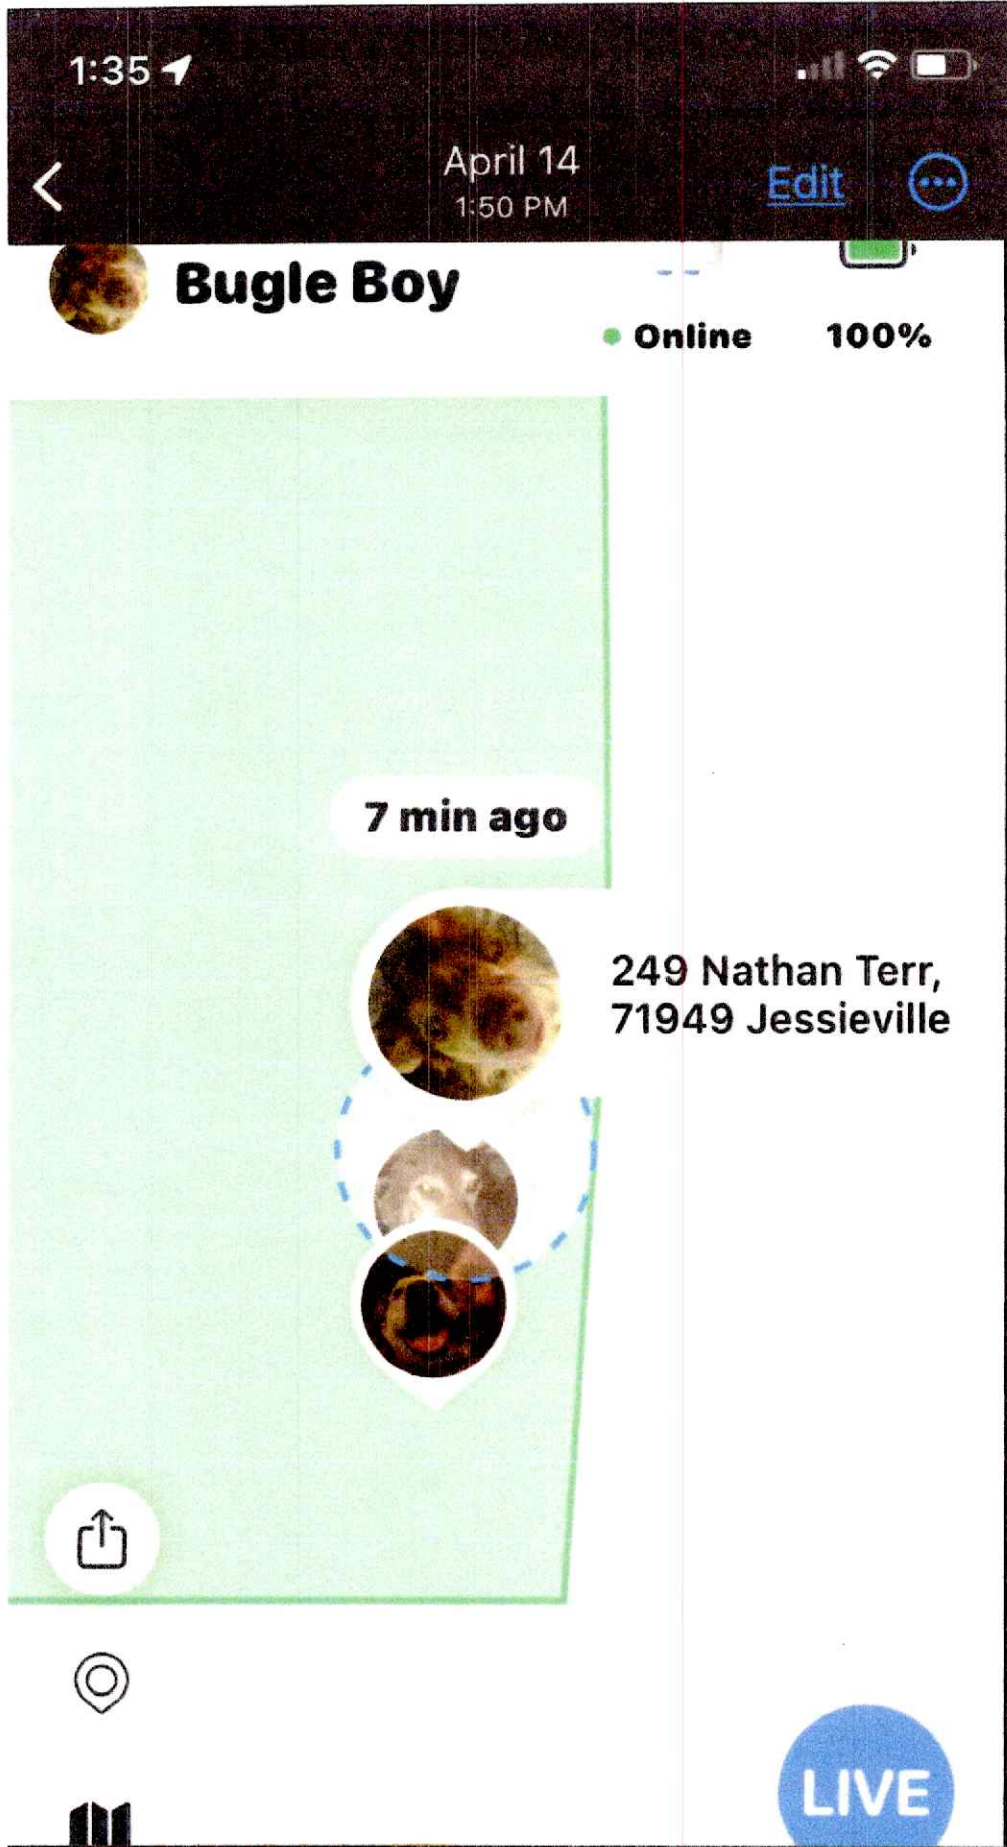 1:35
April 14
1:50 PM
Edit
Bugle Boy
Online
100%
7 min ago
249 Nathan Terr,
71949 Jessieville
LIVE